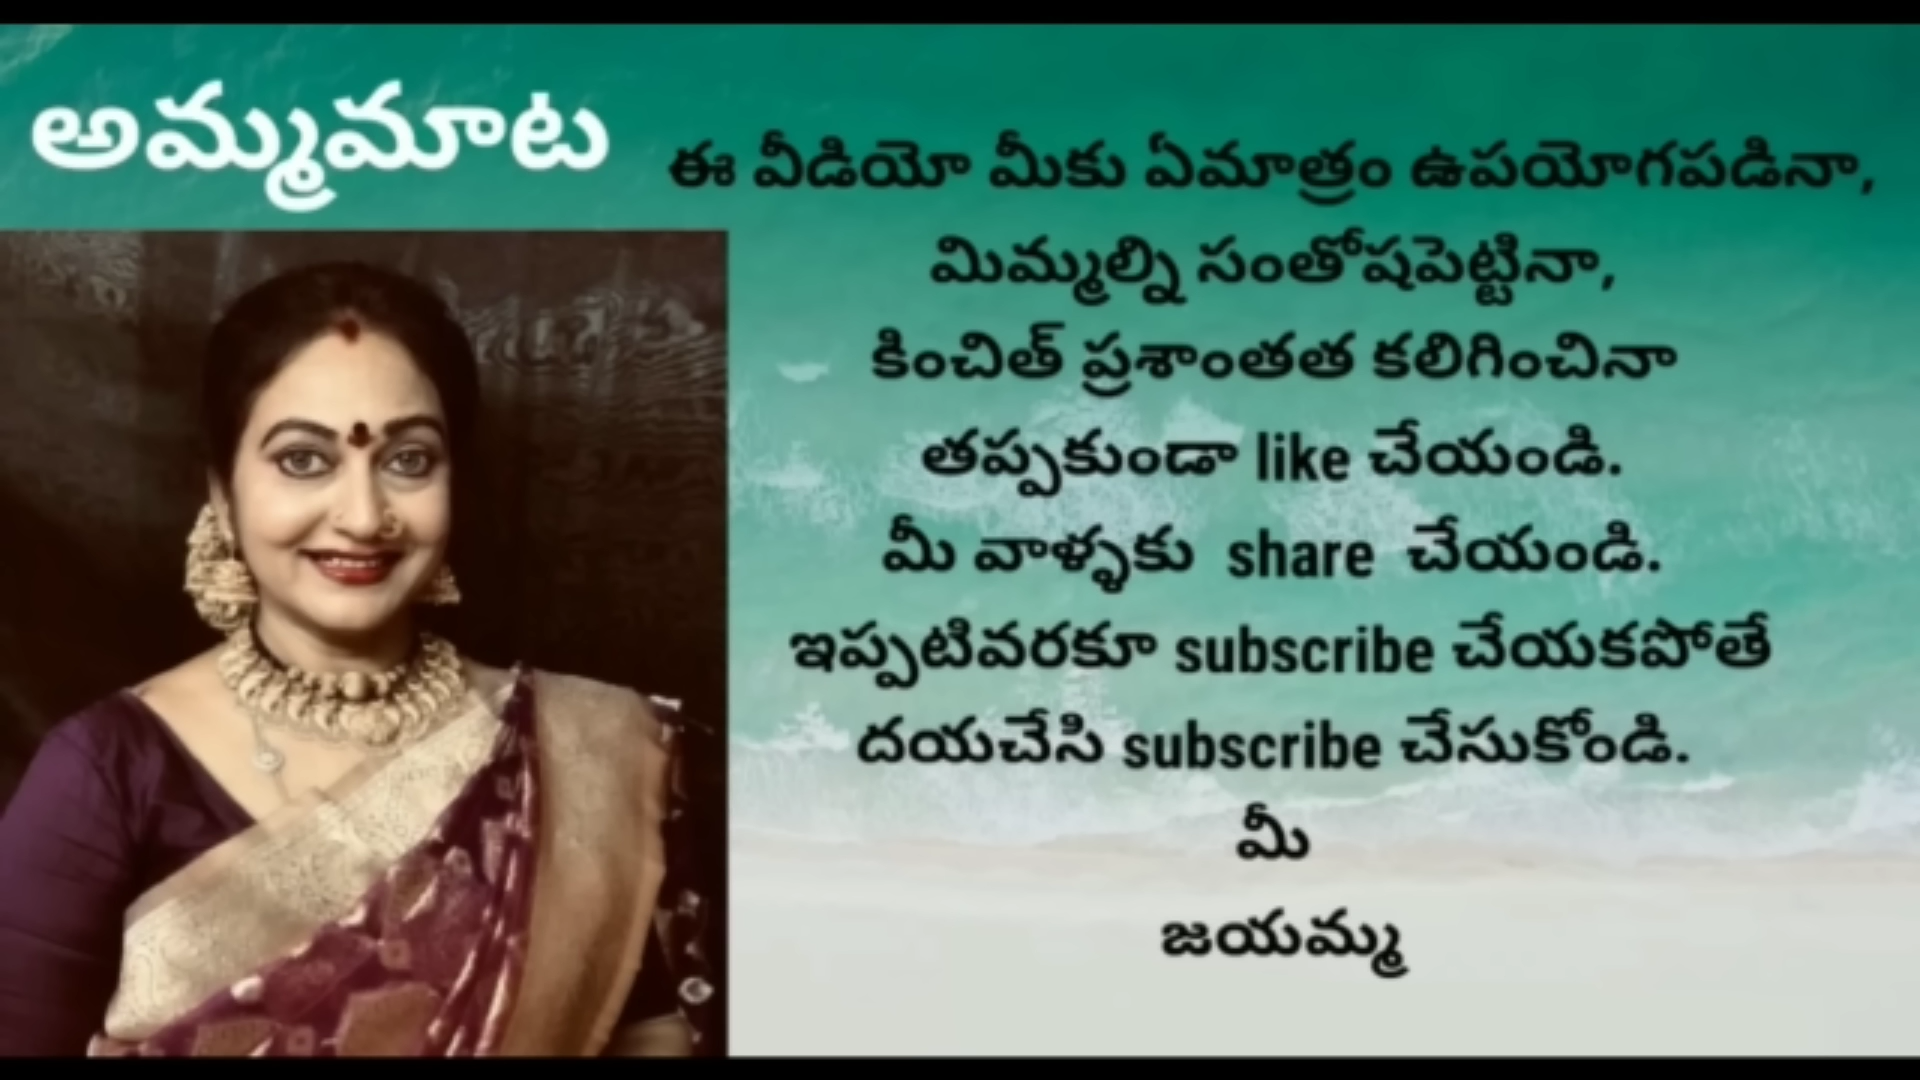 అమ్మమాట
ఈ వీడియో మీకు ఏమాత్రం ఉపయోగపడినా,
మిమ్మల్ని సంతోషపెట్టినా,
కించిత్ ప్రశాంతత కలిగించినా
తప్పకుండా like చేయండి.
మీ వాళ్ళకు share చేయండి.
ఇప్పటివరకూ subscribe చేయకపోతే
దయచేసి subscribe చేసుకోండి.
మీ
జయమ్మ